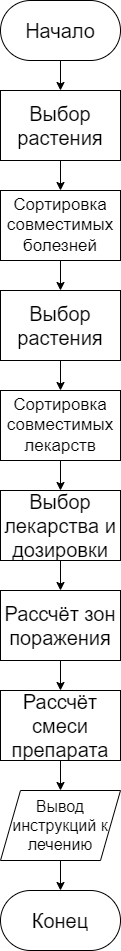 Начало
Выбор
растения
Сортировка
совместимых
болезней
Выбор
растения
Сортировка
совместимых
лекарств
Выбор
лекарства и
дозировки
Рассчёт зон
поражения
Рассчёт
смеси
препарата
Вывод
инструкций к
лечению
Конец